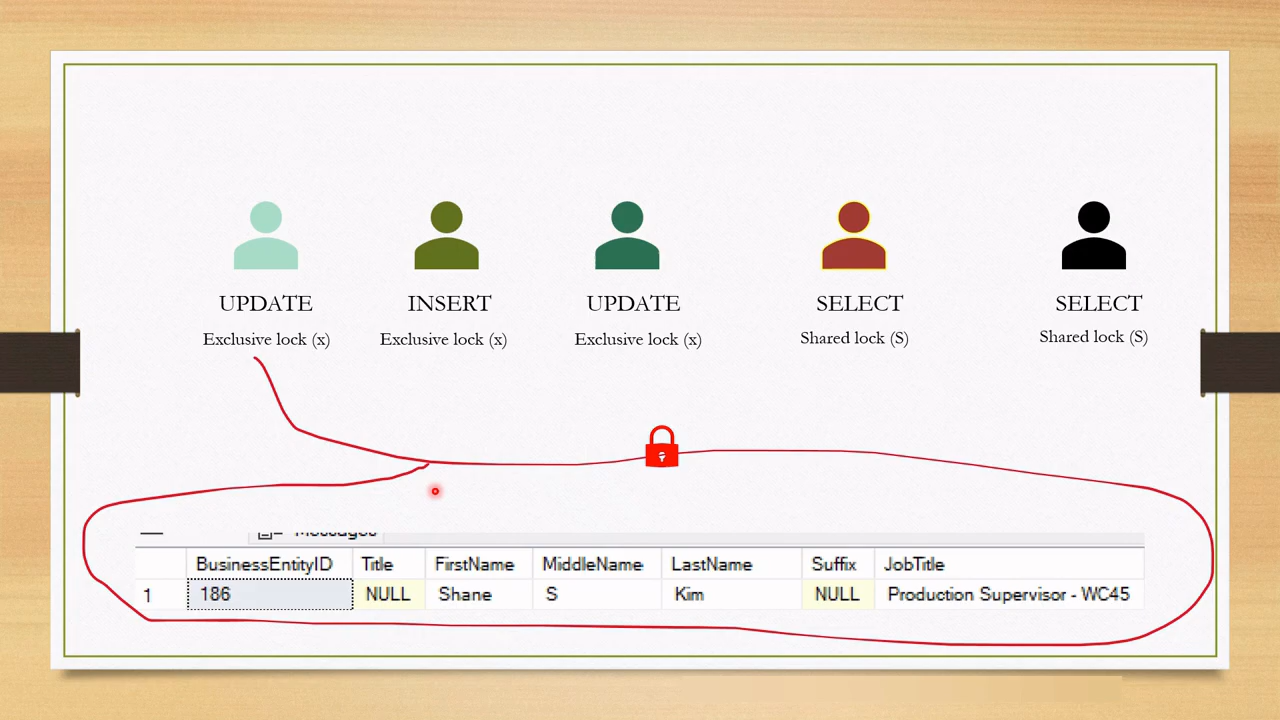 UPDATE INSERT UPDATE SELECT SELECT
Exclusive lock (x) Exclusive lock (x) Exclusive lock (x) Shared lock (S) Shared lock (S)
Messages
BusinessEntityID Title FirstName MiddleName LastName Suffix JobTitle
1 186 NULL Shane S Kim NULL Production Supervisor - WC45